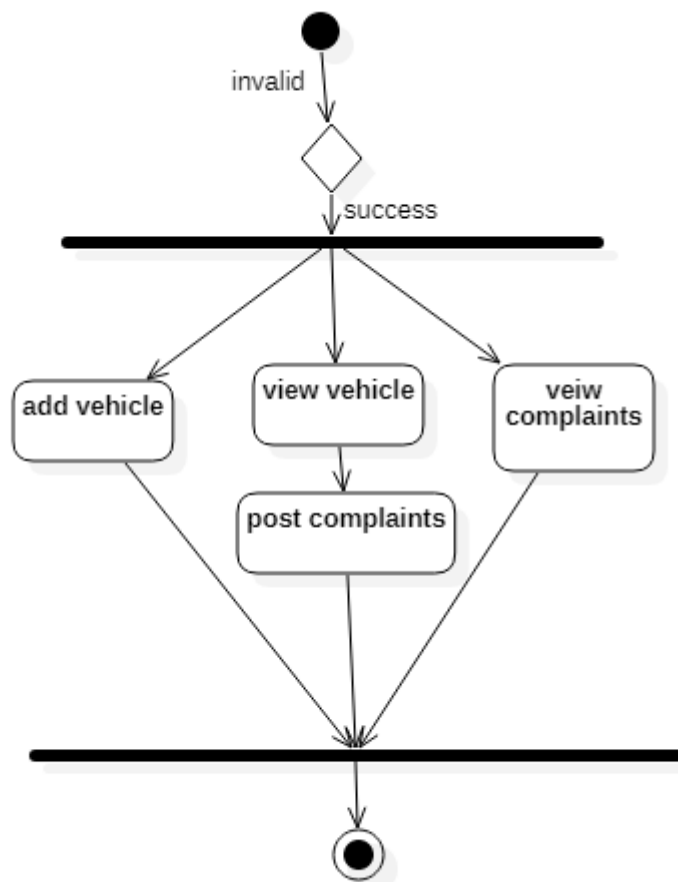 invalid
success
add vehicle
view vehicle
veiw
complaints
post complaints